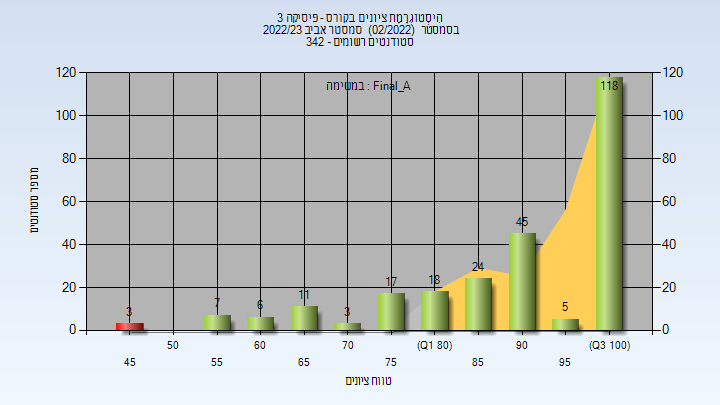 היסטוגרמת ציונים בקורס - פיסיקה 3
בסמסטר (02/2022) סמסטר אביב 2022/23
סטודנטים רשומים - 342
במשימה : Final_A
120 120
100 100
80 80
60 60
40 40
20 20
0 0
מספר סטודנטים
3 7 6 11 3 17 18 24 45 5 118
50 60 70 (Q1 80) 90 (Q3 100)
45 55 65 75 85 95
טווח ציונים